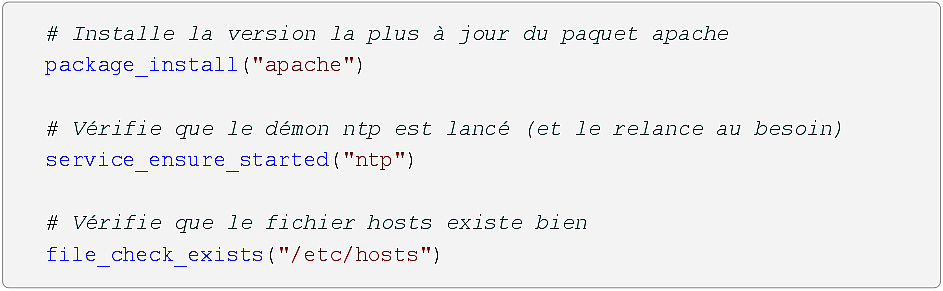 # Installe la version la plus à jour du paquet apache
package_install("apache")
# Vérifie que le démon ntp est lancé (et le relance au besoin)
service_ensure_started("ntp")
# Vérifie que le fichier hosts existe bien
file_check_exists("/etc/hosts")